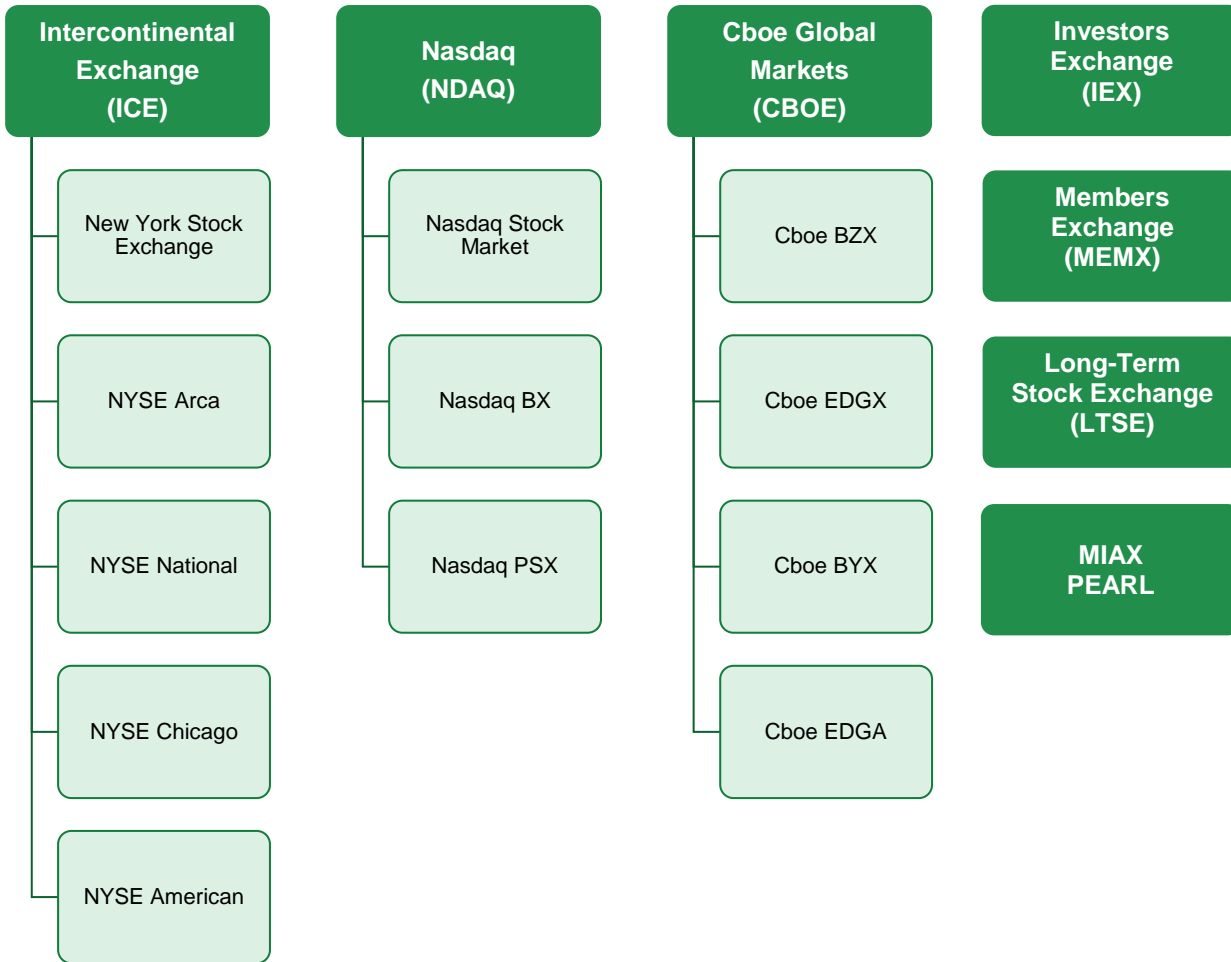 Intercontinental
Exchange
(ICE)
New York Stock
Exchange
NYSE Arca
NYSE National
NYSE Chicago
NYSE American
Nasdaq
(NDAQ)
Nasdaq Stock
Market
Nasdaq BX
Nasdaq PSX
Cboe Global
Markets
(CBOE)
Cboe BZX
Cboe EDGX
Cboe BYX
Cboe EDGA
Investors
Exchange
(IEX)
Members
Exchange
(MEMX)
Long-Term
Stock Exchange
(LTSE)
MIAX
PEARL